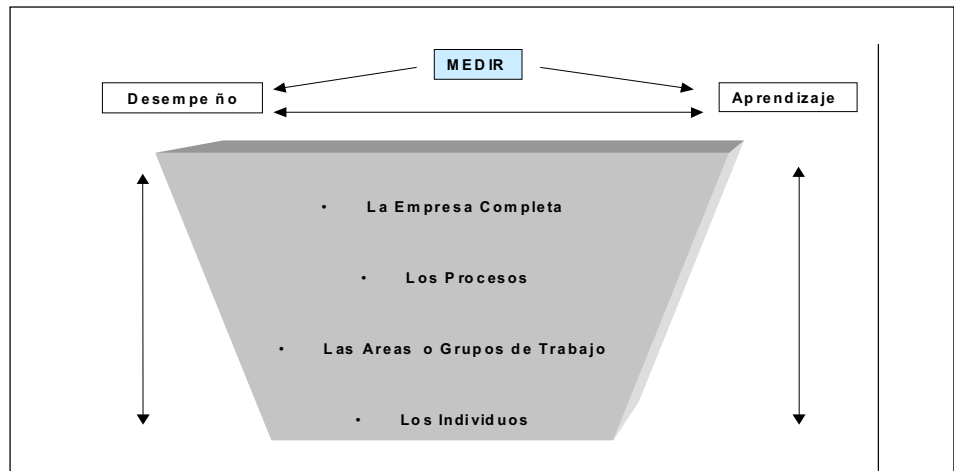 MEDIR
Desempeño
Aprendizaje
• La Empresa Completa
• Los Procesos
• Las Areas o Grupos de Trabajo
• Los Individuos